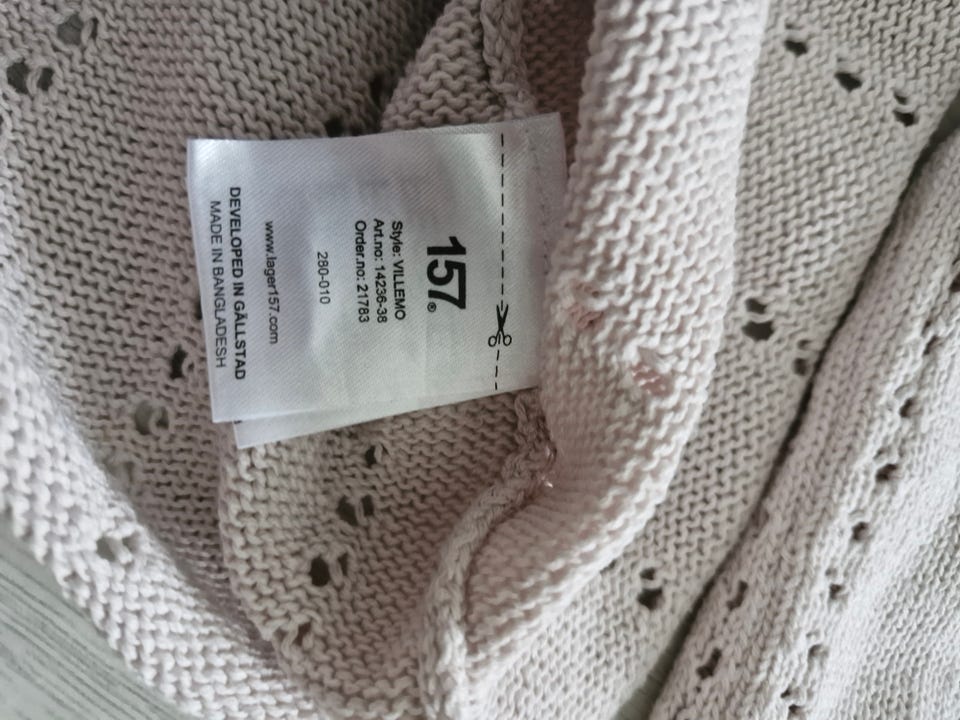 157®
Style: VILLEMO
Art.no: 14236-38
Order.no: 21783
280-010
www.lager157.com
DEVELOPED IN GÄLLSTAD
MADE IN BANGLADESH